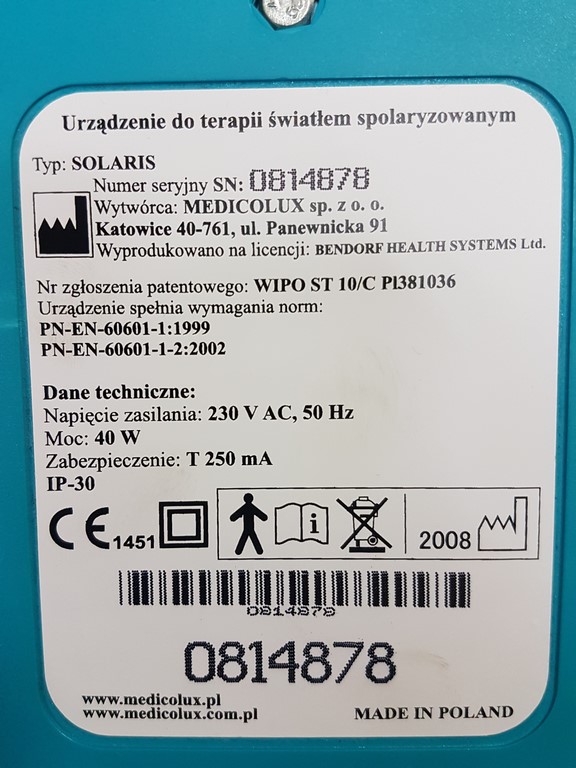 Urządzenie do terapii światłem spolaryzowanym
Typ: SOLARIS
Numer seryjny SN: 0814878
Wytwórca: MEDICOLUX sp. z o. o.
Katowice 40-761, ul. Panewnicka 91
Wyprodukowano na licencji: BENDORF HEALTH SYSTEMS Ltd.
Nr zgłoszenia patentowego: WIPO ST 10/C Pl381036
Urządzenie spełnia wymagania norm:
PN-EN-60601-1:1999
PN-EN-60601-1-2:2002
Dane techniczne:
Napięcie zasilania: 230 V AC, 50 Hz
Moc: 40 W
Zabezpieczenie: T 250 mA
IP-30
CE 1451
i
2008
0814878
0814878
www.medicolux.pl
www.medicolux.com.pl
MADE IN POLAND